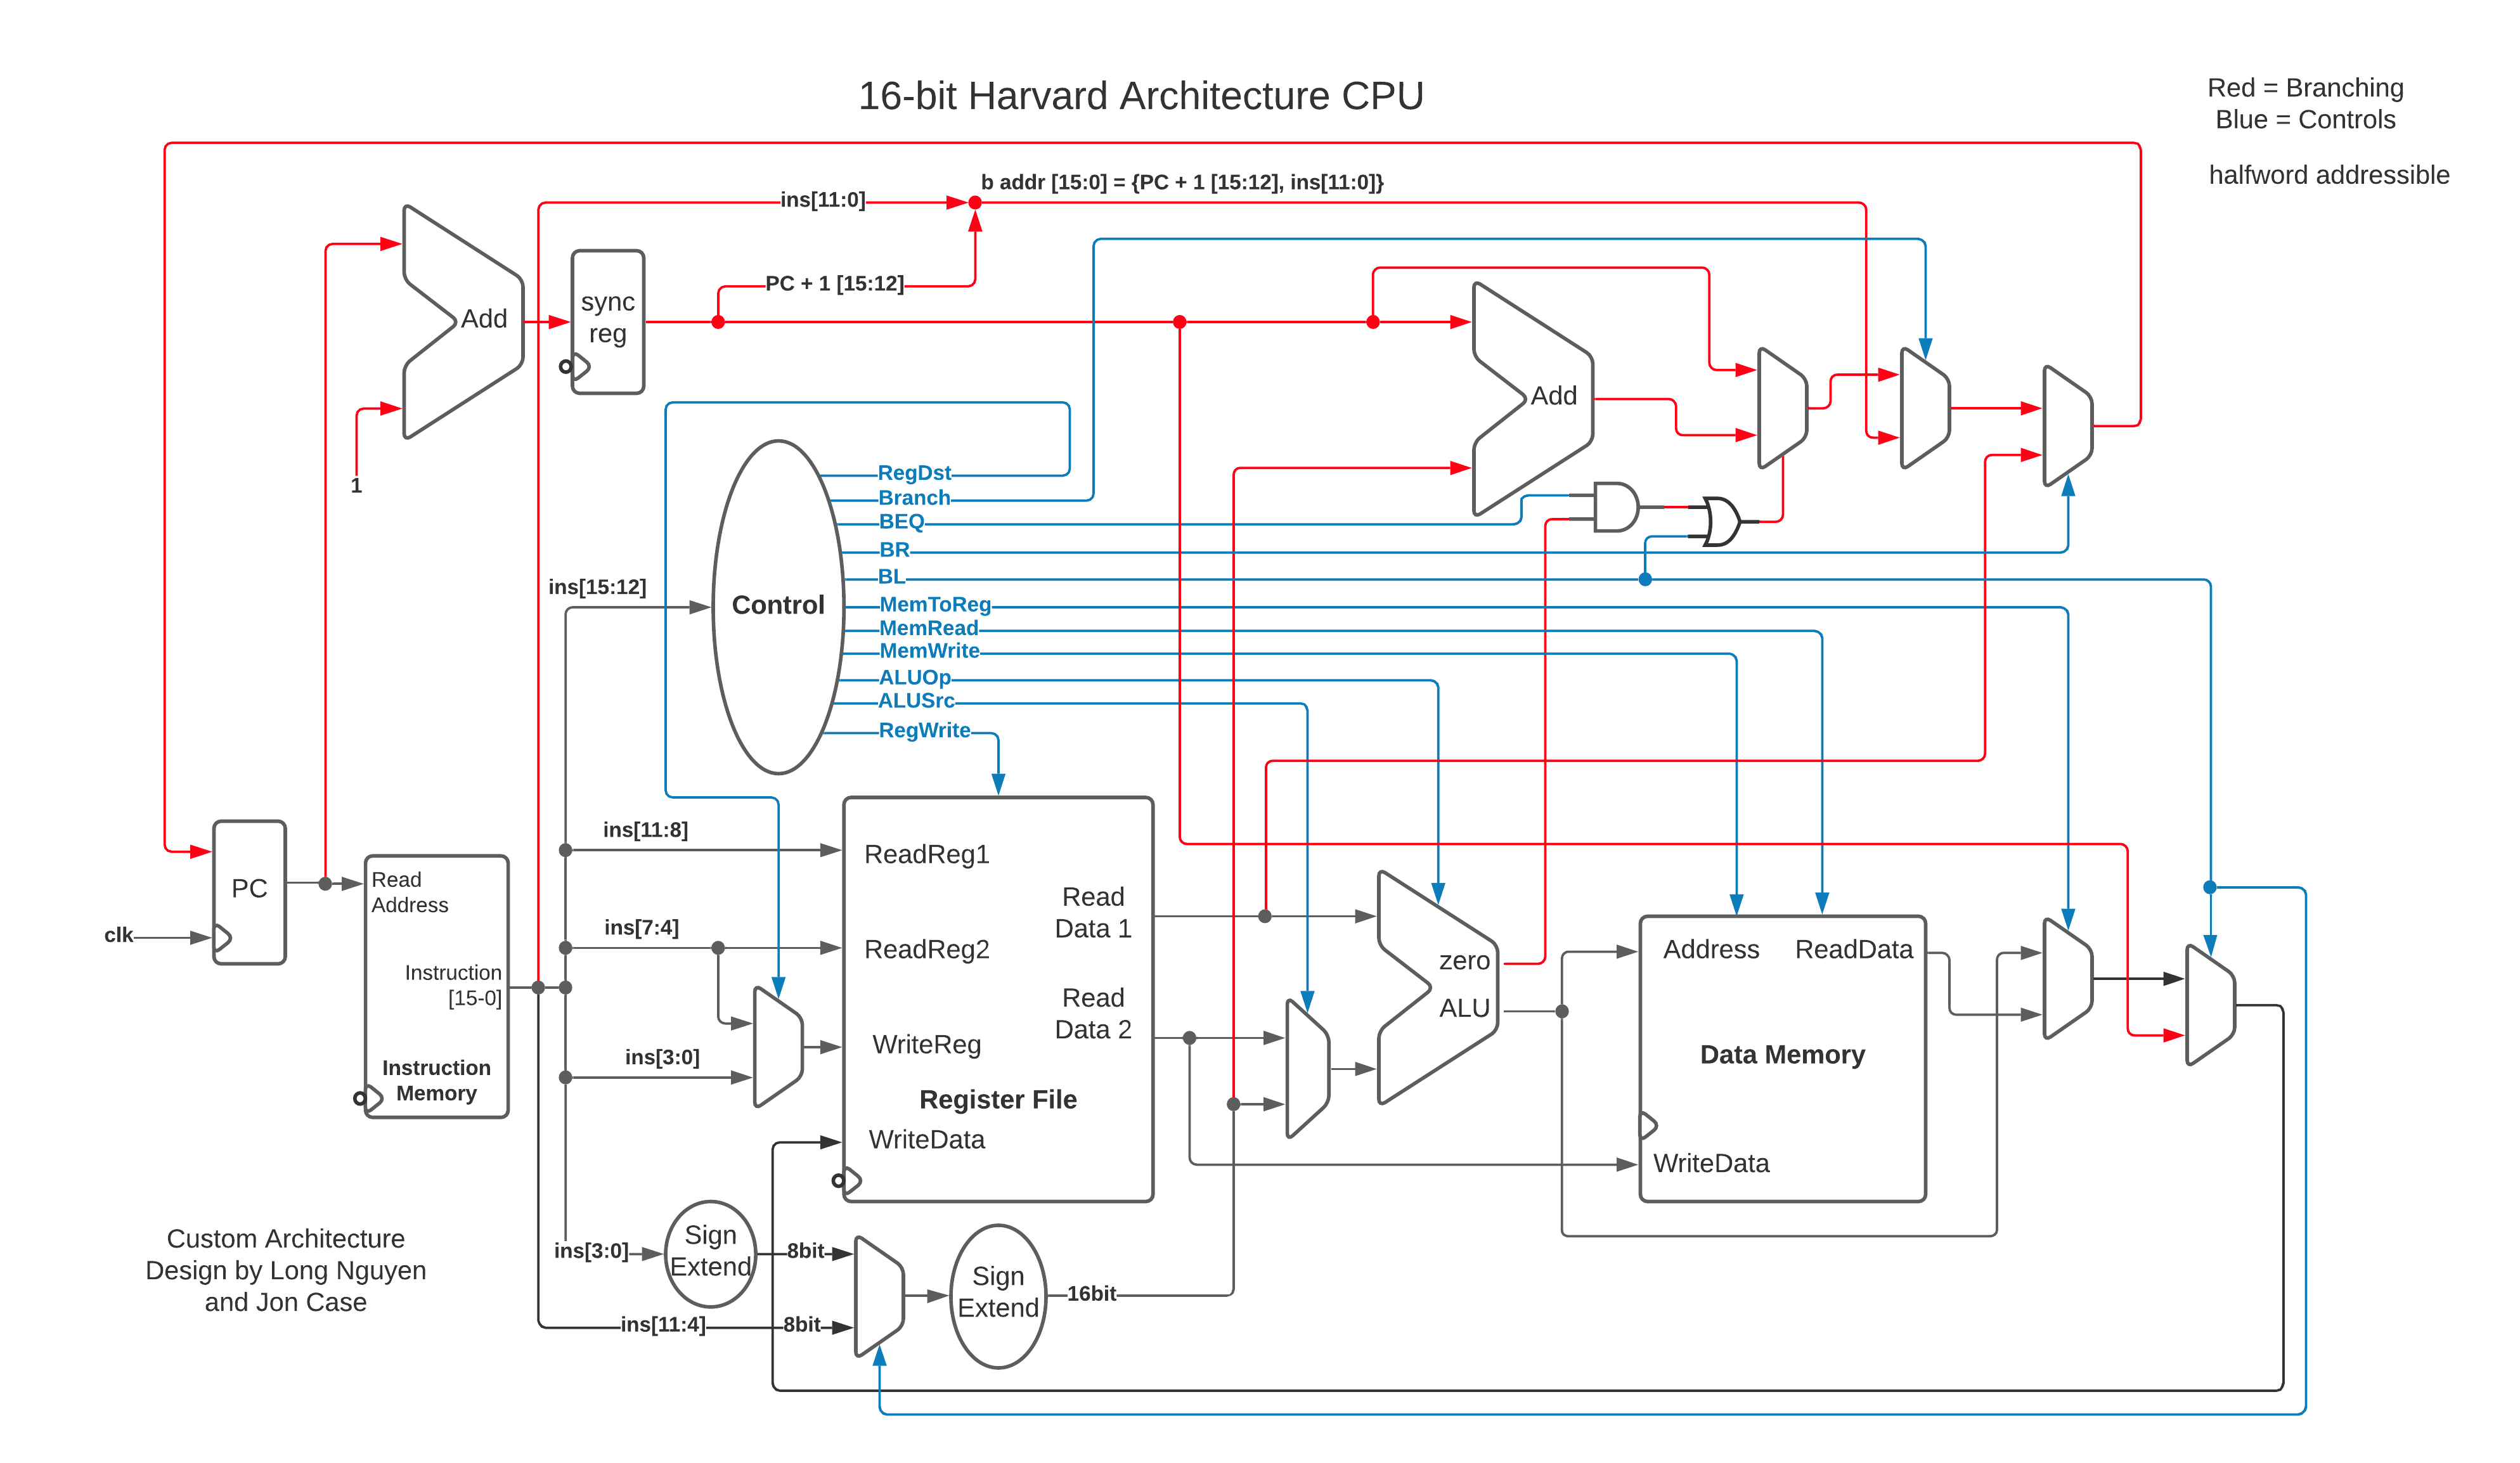 16-bit Harvard Architecture CPU
Red = Branching
Blue = Controls
halfword addressible
b addr [15:0] = {PC + 1 [15:12], ins[11:0]}
ins[11:0]
PC + 1 [15:12]
Add
sync
reg
1
Add
RegDst
Branch
BEQ
BR
BL
MemToReg
MemRead
MemWrite
ALUOp
ALUSrc
RegWrite
Control
ins[15:12]
PC
clk
Read
Address
Instruction
[15-0]
Instruction
Memory
ins[11:8]
ins[7:4]
ins[3:0]
ReadReg1
ReadReg2
WriteReg
Register File
WriteData
Read
Data 1
Read
Data 2
zero
ALU
Address
ReadData
Data Memory
WriteData
ins[3:0]
Sign
Extend
8bit
ins[11:4]
8bit
Sign
Extend
16bit
Custom Architecture
Design by Long Nguyen
and Jon Case